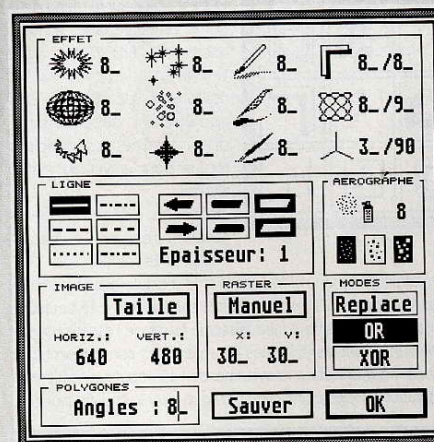 EFFET
8_ 8_ 8_ 8_/8_
8_ 8_ 8_ 8_/9_
8_ 8_ 8_ 3_/90
LIGNE
Epaisseur: 1
AEROGRAPHE
8
IMAGE
Taille
HORIZ.: VERT.:
640 480
RASTER
Manuel
X: Y:
30_ 30_
MODES
Replace
OR
XOR
POLYGONES
Angles : 8_
Sauver
OK